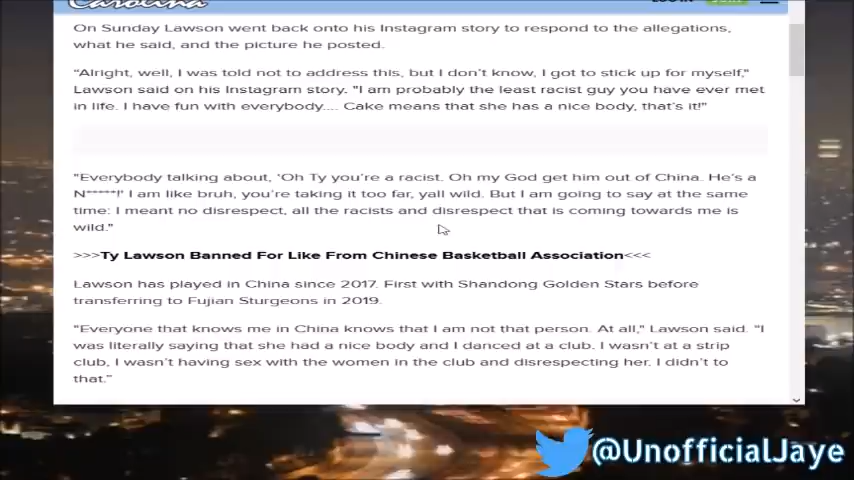 Carolina
LOGIN
JOIN
On Sunday Lawson went back onto his Instagram story to respond to the allegations,
what he said, and the picture he posted.
"Alright, well, I was told not to address this, but I don't know, I got to stick up for myself,"
Lawson said on his Instagram story. "I am probably the least racist guy you have ever met
in life. I have fun with everybody.... Cake means that she has a nice body, that's it!"
"Everybody talking about, 'Oh Ty you're a racist. Oh my God get him out of China. He's a
N*****!' I am like bruh, you're taking it too far, yall wild. But I am going to say at the same
time: I meant no disrespect, all the racists and disrespect that is coming towards me is
wild."
>>>Ty Lawson Banned For Like From Chinese Basketball Association<<<
Lawson has played in China since 2017. First with Shandong Golden Stars before
transferring to Fujian Sturgeons in 2019.
"Everyone that knows me in China knows that I am not that person. At all," Lawson said. "I
was literally saying that she had a nice body and I danced at a club. I wasn't at a strip
club, I wasn't having sex with the women in the club and disrespecting her. I didn't to
that."
@UnofficialJaye